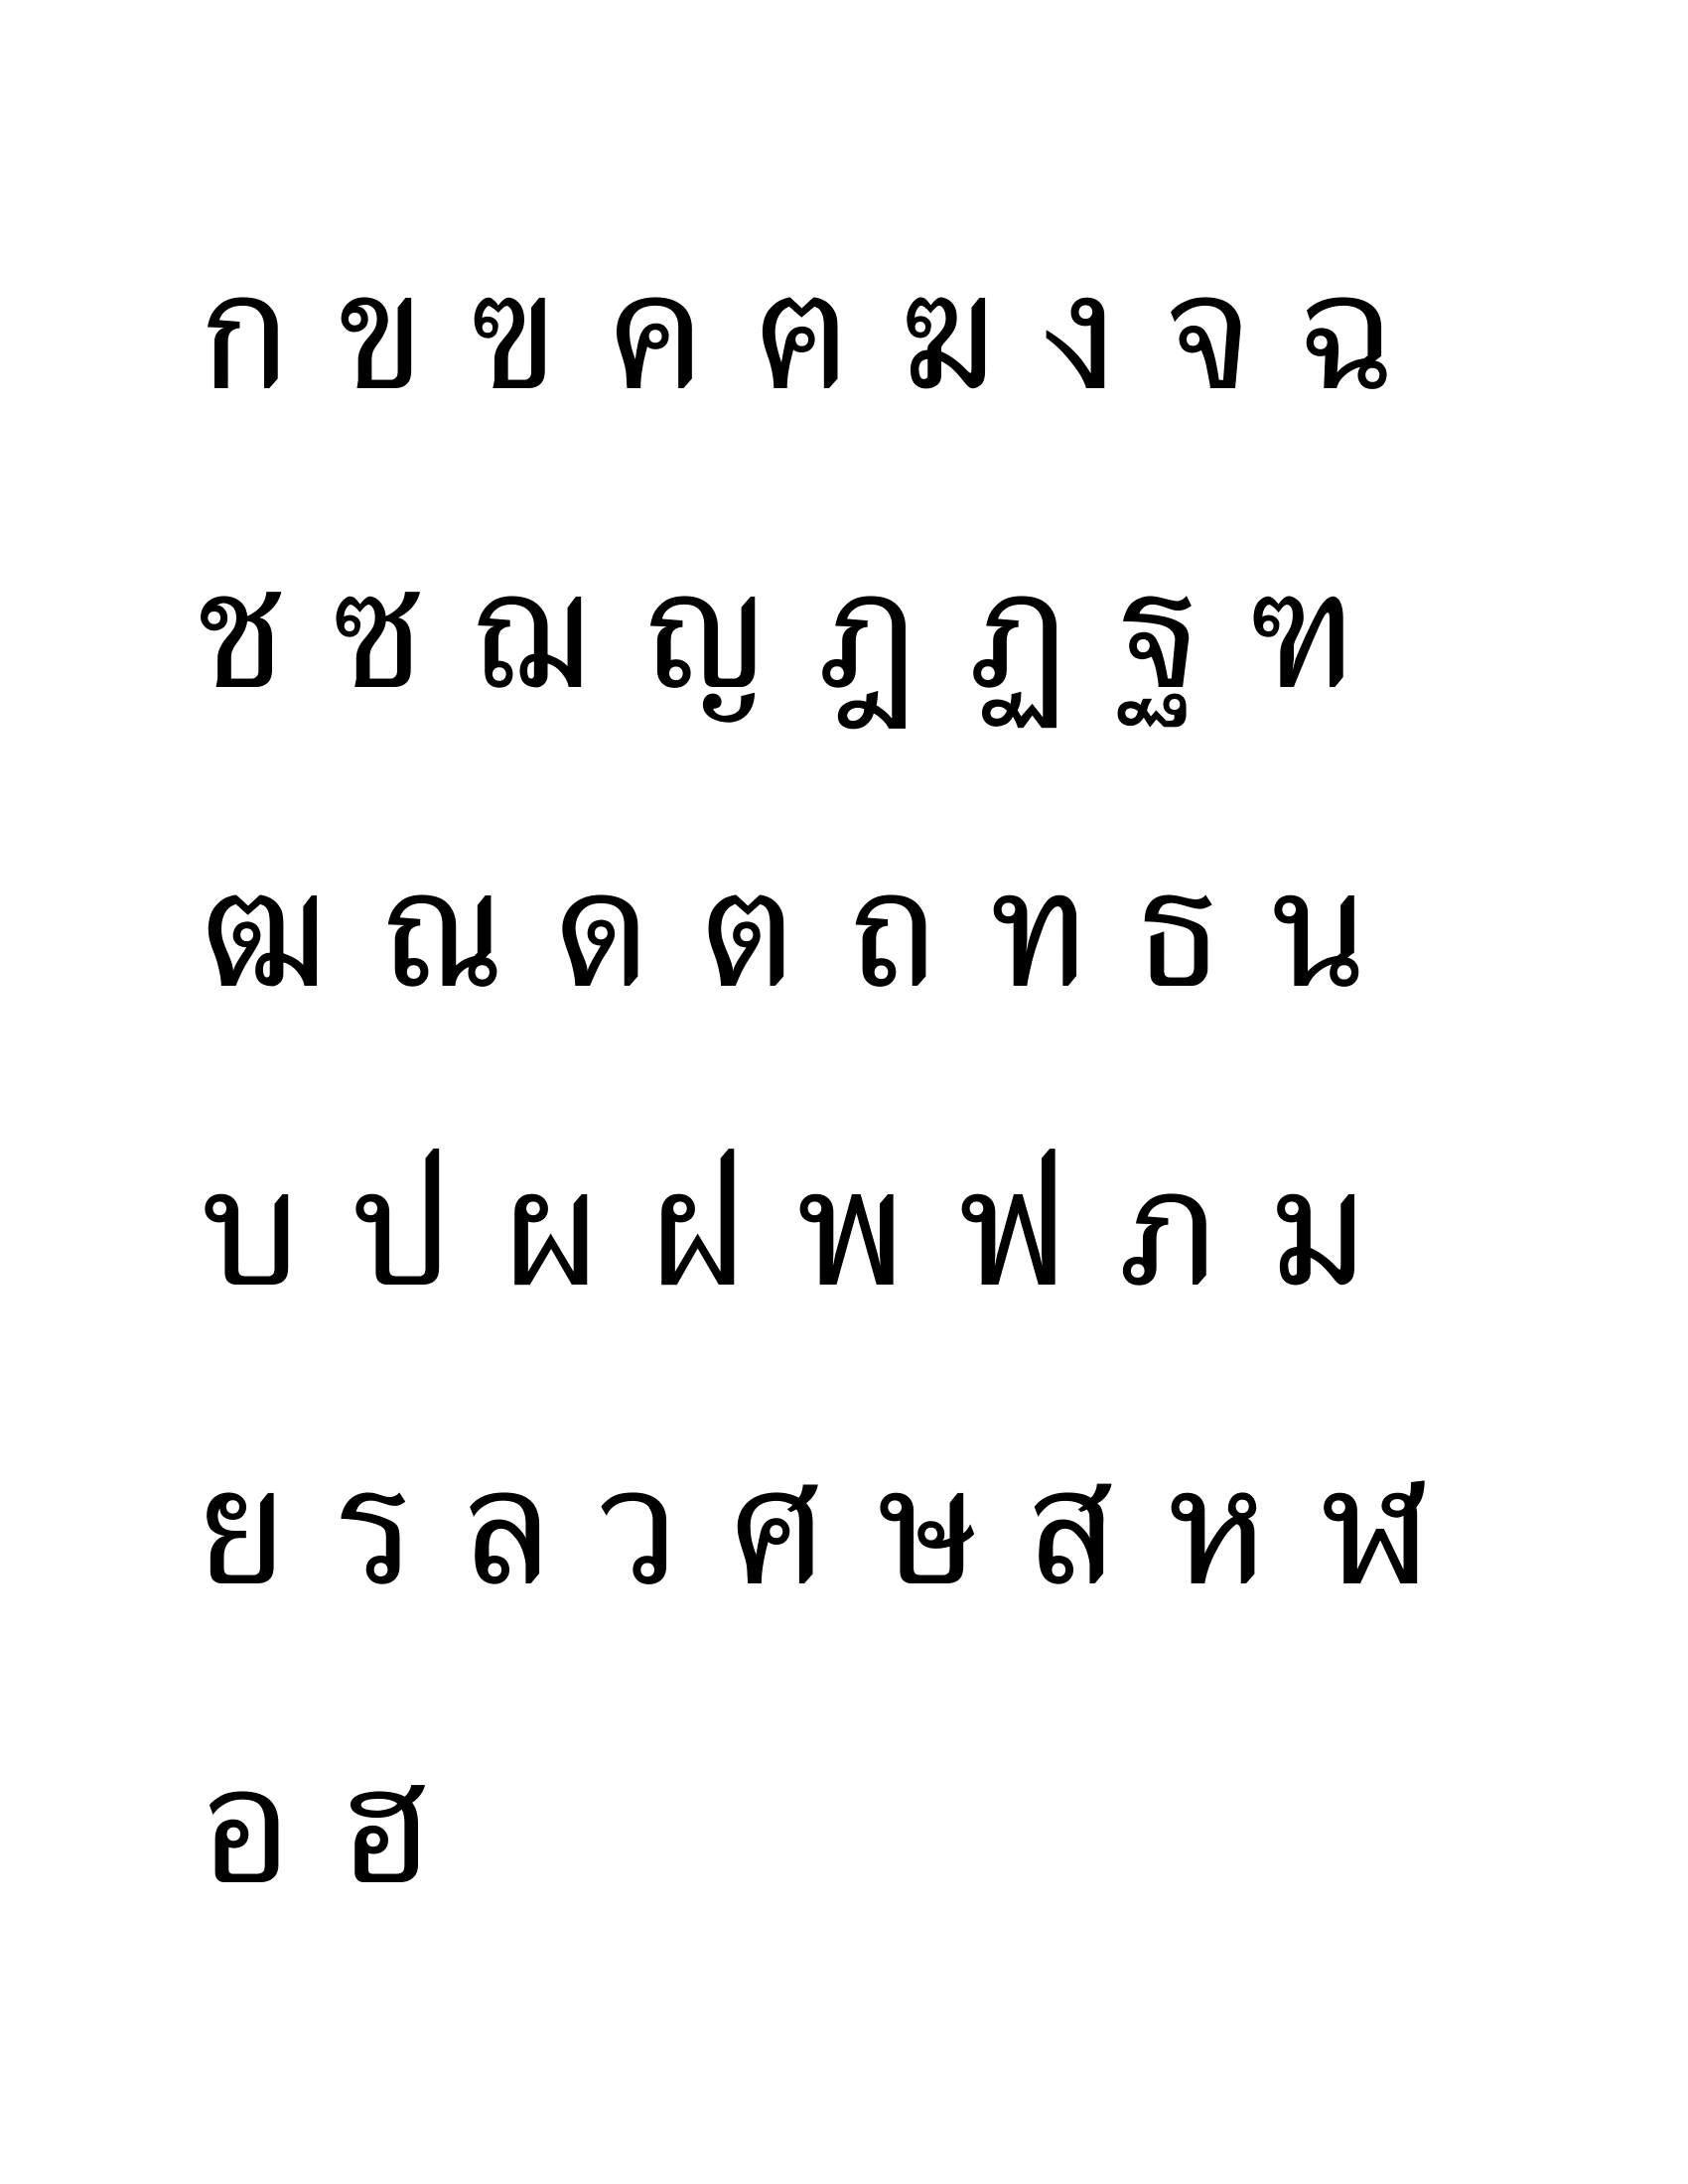 ก ข ฃ ค ฅ ฆ ง จ ฉ
ช ซ ฌ ญ ฎ ฏ ฐ ฑ
ฒ ณ ด ต ถ ท ธ น
บ ป ผ ฝ พ ฟ ภ ม
ย ร ล ว ศ ษ ส ห ฬ
อ ฮ